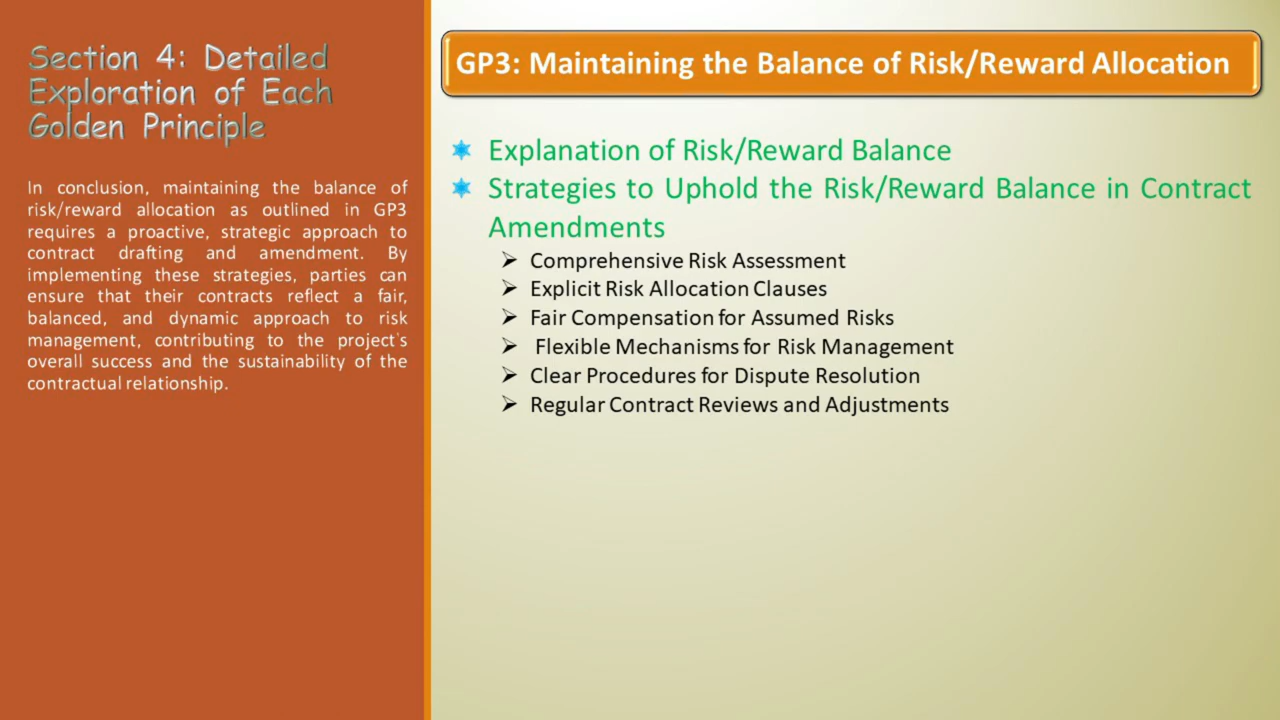 Section 4: Detailed
Exploration of Each
Golden Principle
In conclusion, maintaining the balance of
risk/reward allocation as outlined in GP3
requires a proactive, strategic approach to
contract drafting and amendment. By
implementing these strategies, parties can
ensure that their contracts reflect a fair,
balanced, and dynamic approach to risk
management, contributing to the project's
overall success and the sustainability of the
contractual relationship.
GP3: Maintaining the Balance of Risk/Reward Allocation
Explanation of Risk/Reward Balance
Strategies to Uphold the Risk/Reward Balance in Contract
Amendments
Comprehensive Risk Assessment
Explicit Risk Allocation Clauses
Fair Compensation for Assumed Risks
Flexible Mechanisms for Risk Management
Clear Procedures for Dispute Resolution
Regular Contract Reviews and Adjustments